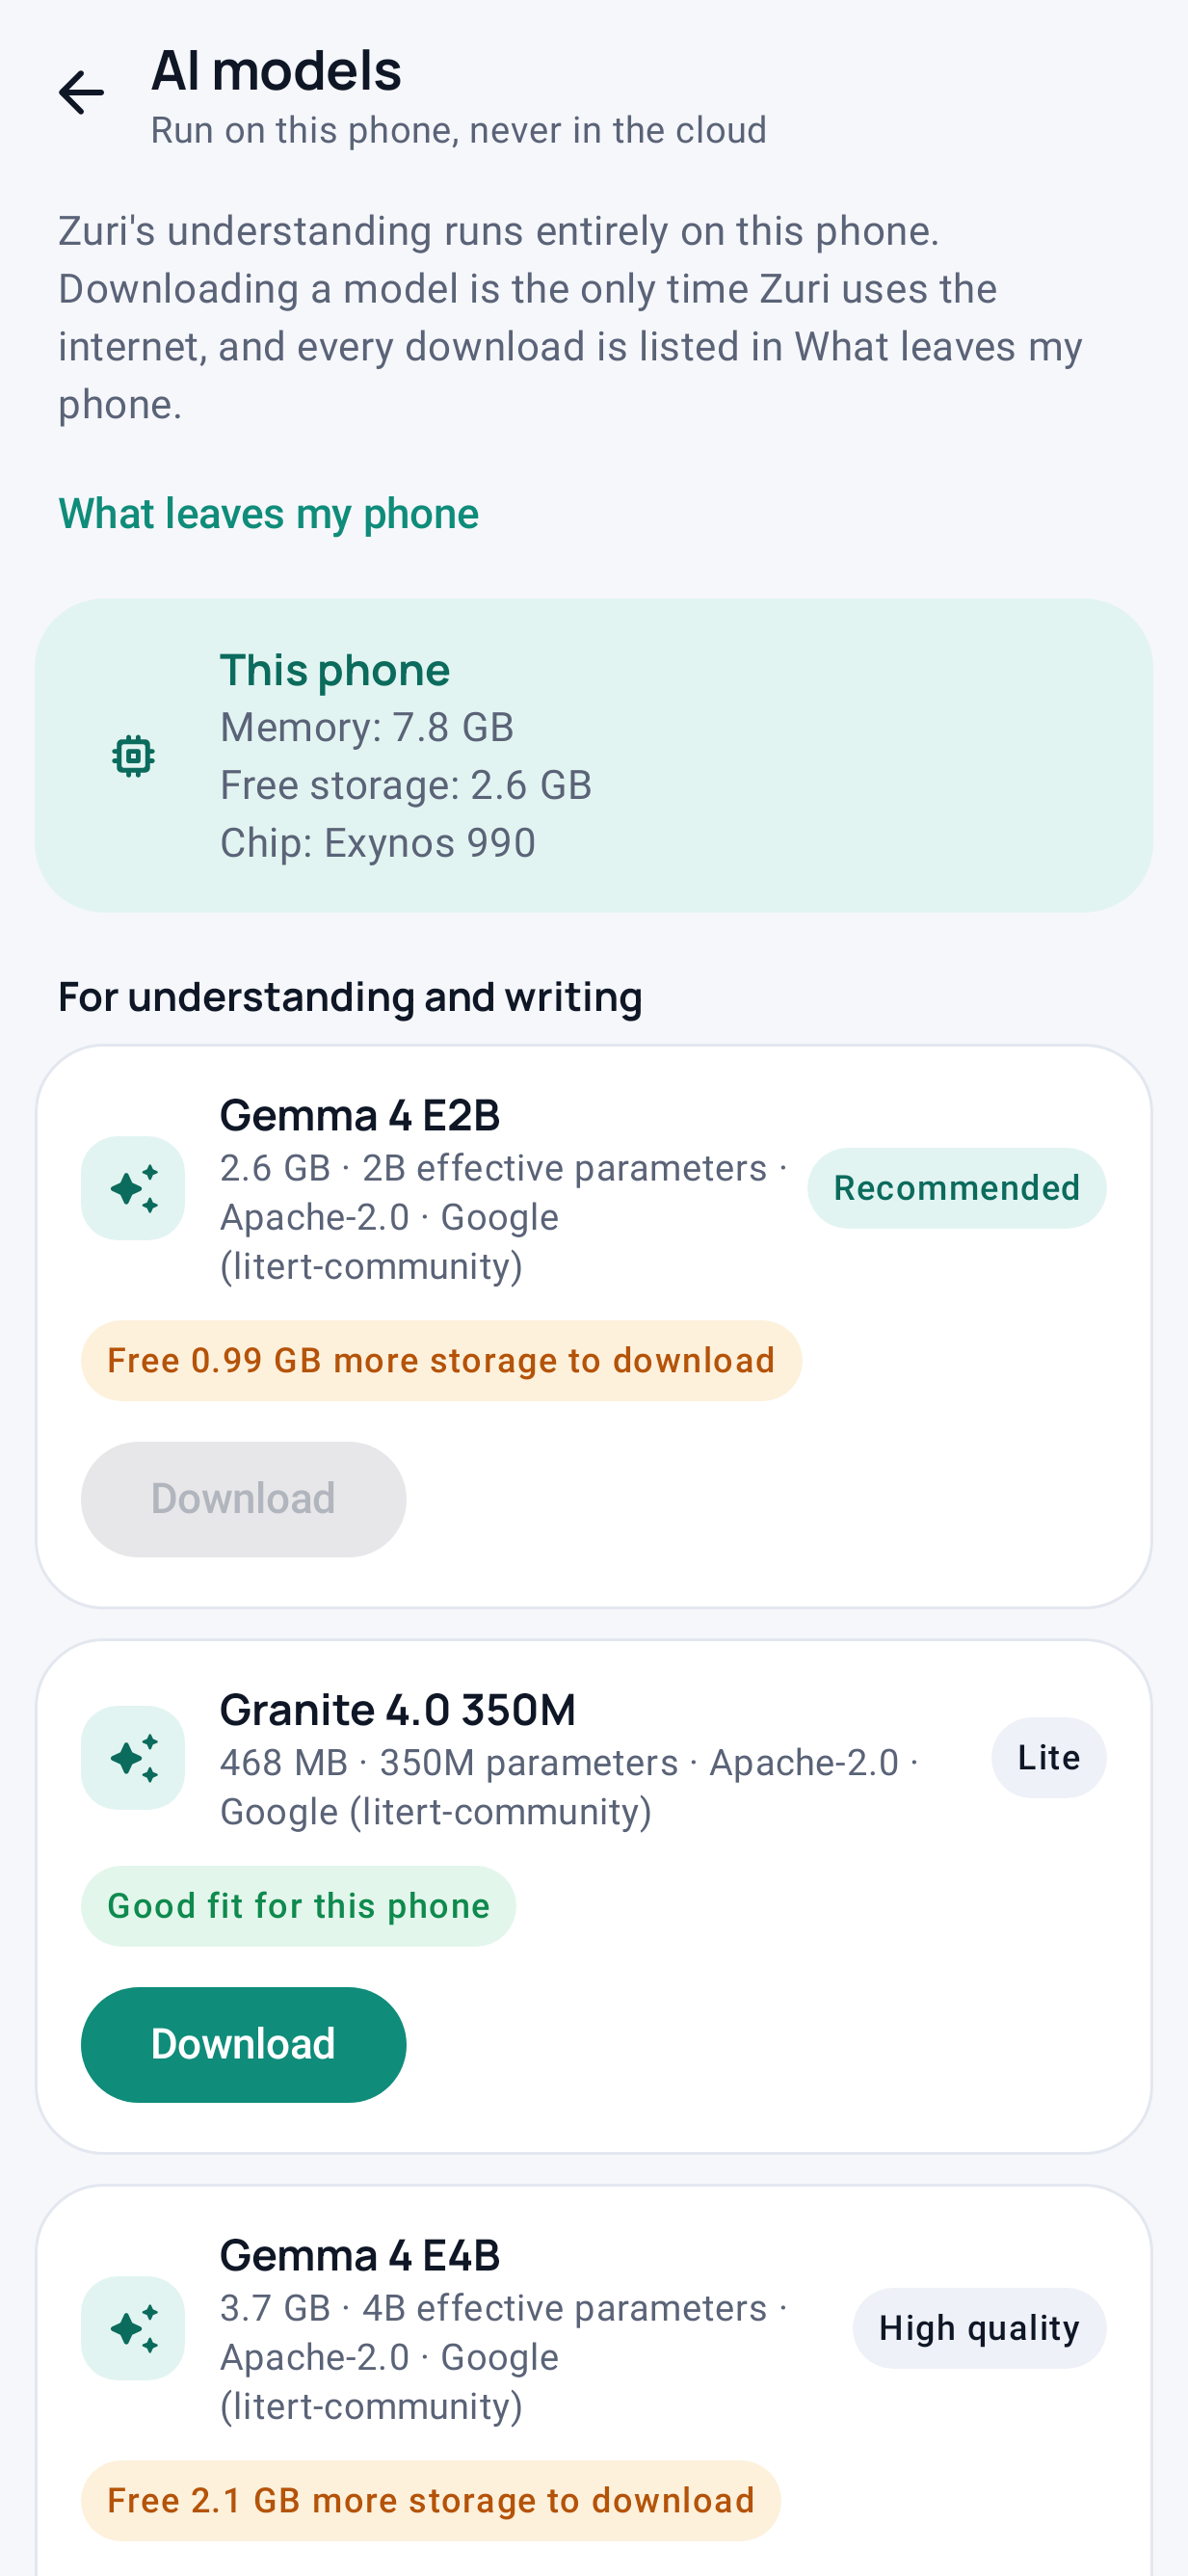 AI models
Run on this phone, never in the cloud
Zuri's understanding runs entirely on this phone.
Downloading a model is the only time Zuri uses the
internet, and every download is listed in What leaves my
phone.
What leaves my phone
This phone
Memory: 7.8 GB
Free storage: 2.6 GB
Chip: Exynos 990
For understanding and writing
Gemma 4 E2B
2.6 GB · 2B effective parameters ·
Apache-2.0 · Google
(litert-community)
Recommended
Free 0.99 GB more storage to download
Download
Granite 4.0 350M
468 MB · 350M parameters · Apache-2.0 ·
Google (litert-community)
Lite
Good fit for this phone
Download
Gemma 4 E4B
3.7 GB · 4B effective parameters ·
Apache-2.0 · Google
(litert-community)
High quality
Free 2.1 GB more storage to download